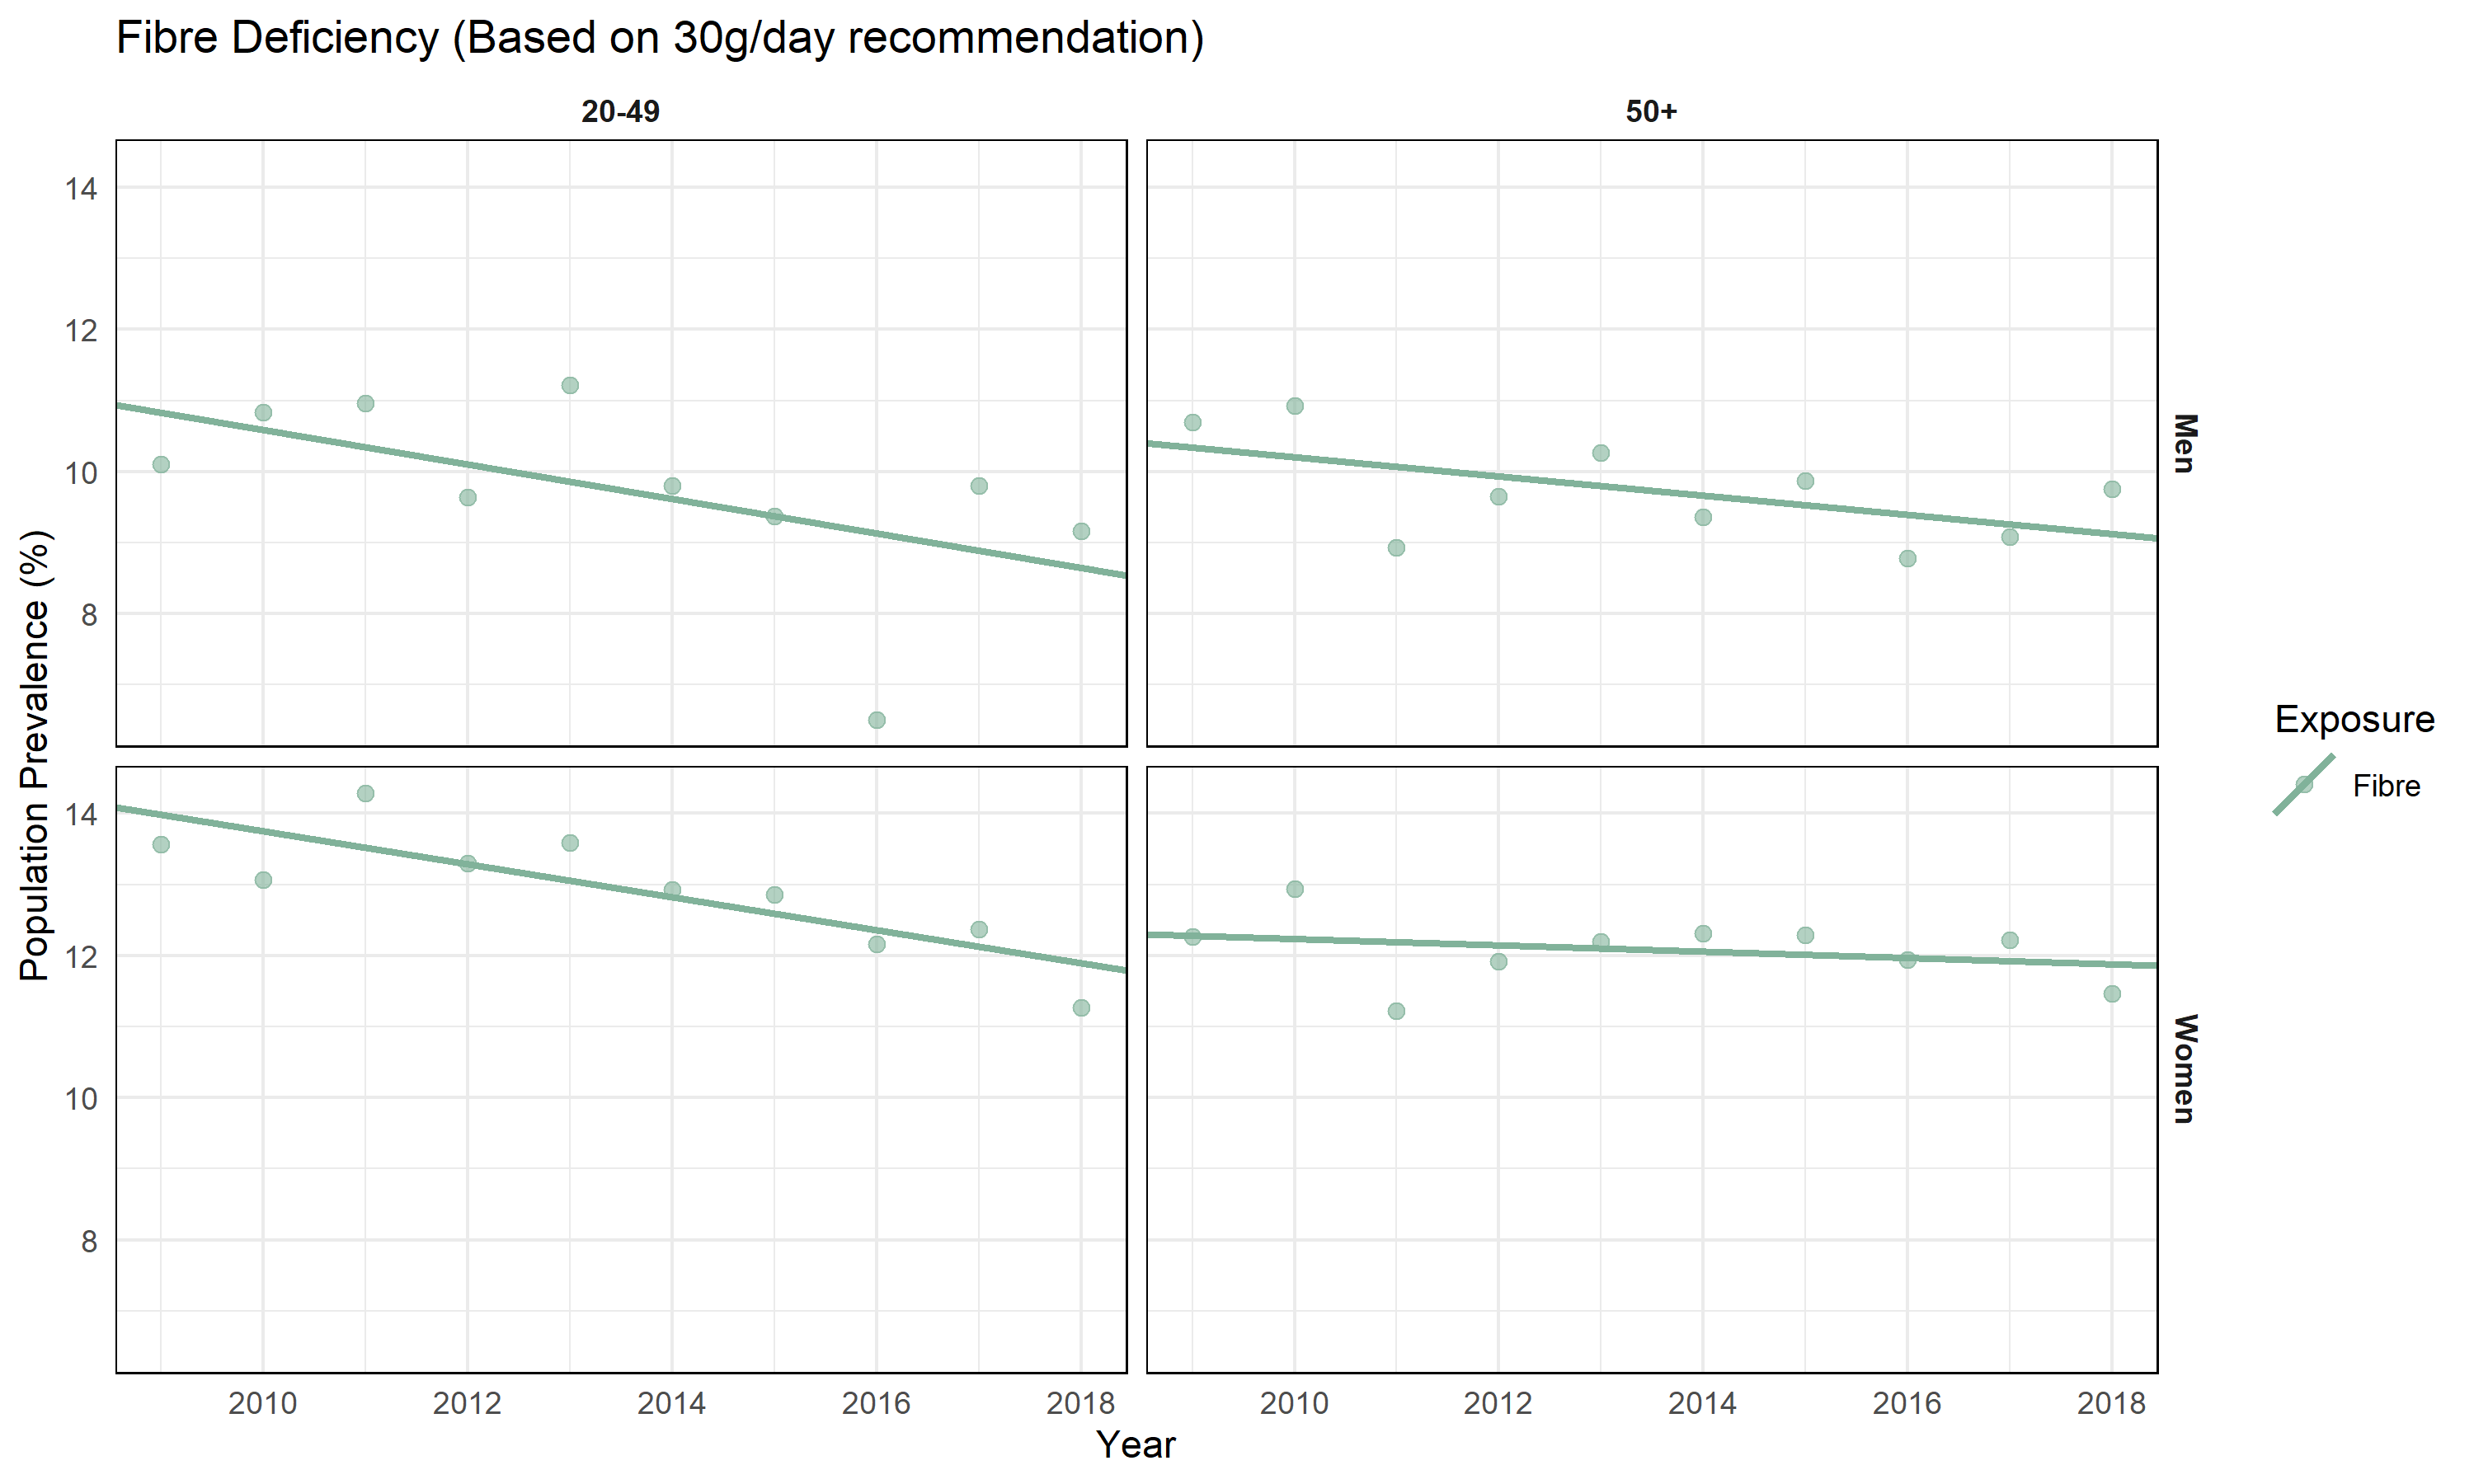 Fibre Deficiency (Based on 30g/day recommendation)
20-49
50+
14
12
10
8
Men
14
12
10
8
Women
Population Prevalence (%)
2010
2012
2014
2016
2018
2010
2012
2014
2016
2018
Year
Exposure
Fibre